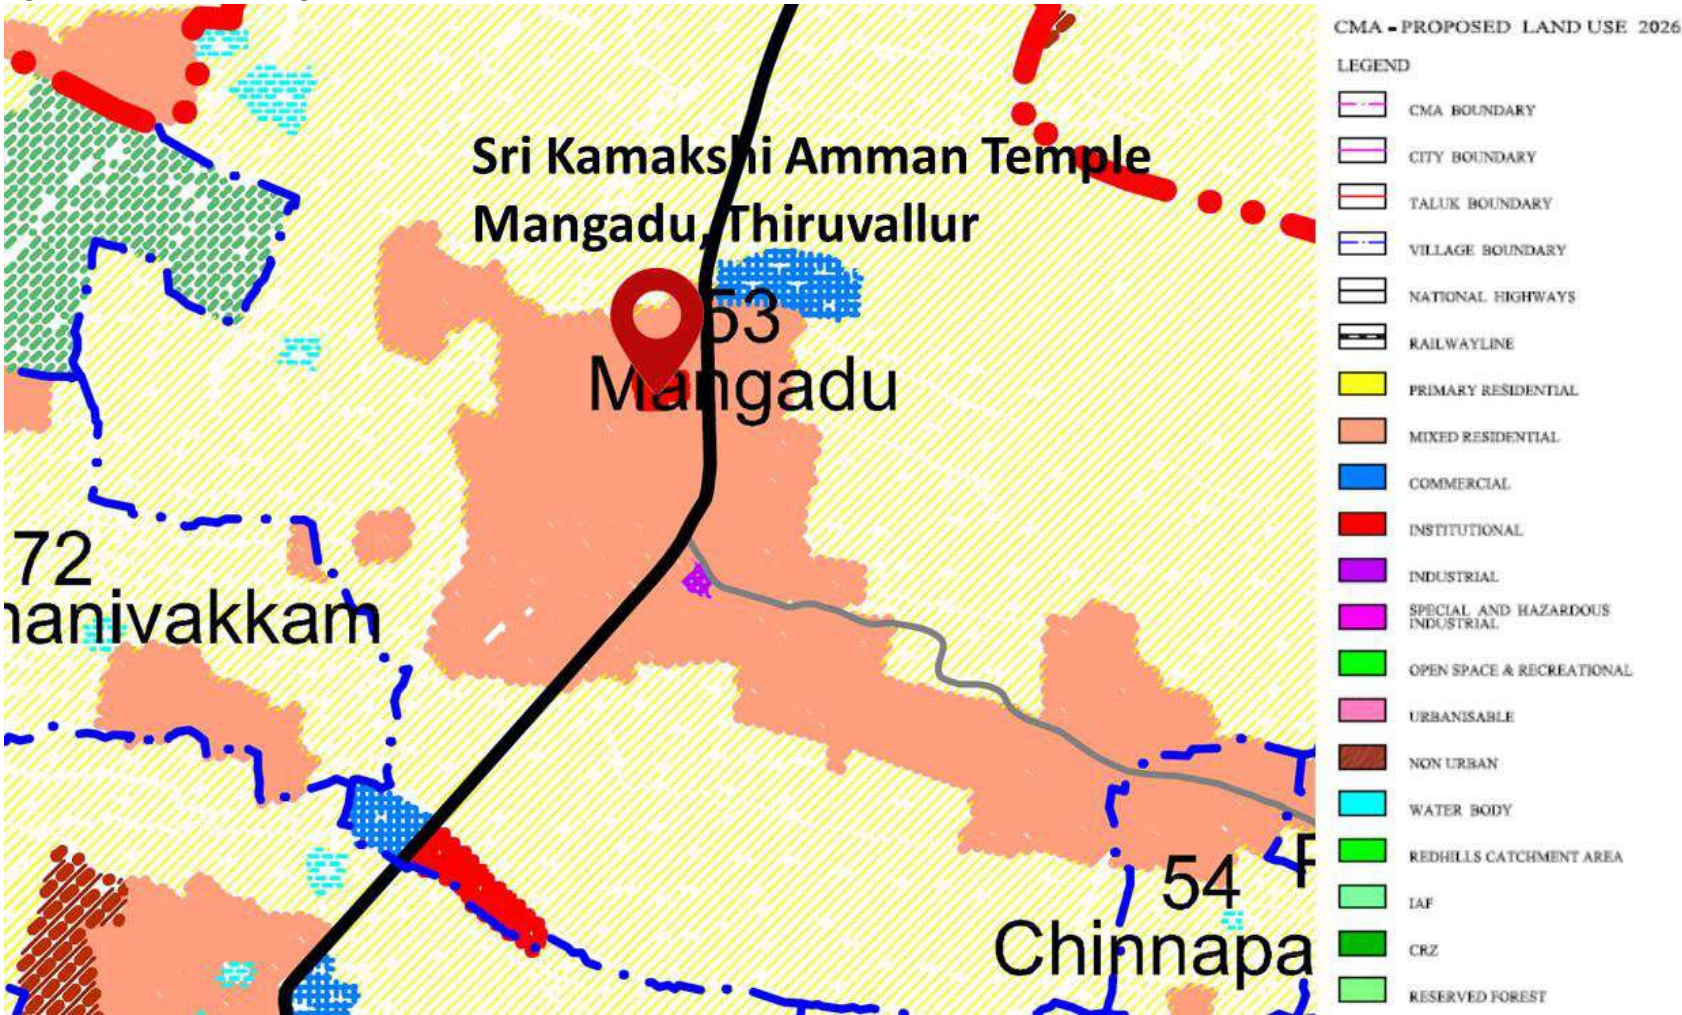 Sri Kamakshi Amman Temple
Mangadu, Thiruvallur
53
Mangadu
72
nanivakkam
54
Chinnapa
CMA - PROPOSED LAND USE 2026
LEGEND
CMA BOUNDARY
CITY BOUNDARY
TALUK BOUNDARY
VILLAGE BOUNDARY
NATIONAL HIGHWAYS
RAILWAYLINE
PRIMARY RESIDENTIAL
MIXED RESIDENTIAL
COMMERCIAL
INSTITUTIONAL
INDUSTRIAL
SPECIAL AND HAZARDOUS
INDUSTRIAL
OPEN SPACE & RECREATIONAL
URBANISABLE
NON URBAN
WATER BODY
REDHILLS CATCHMENT AREA
IAF
CRZ
RESERVED FOREST